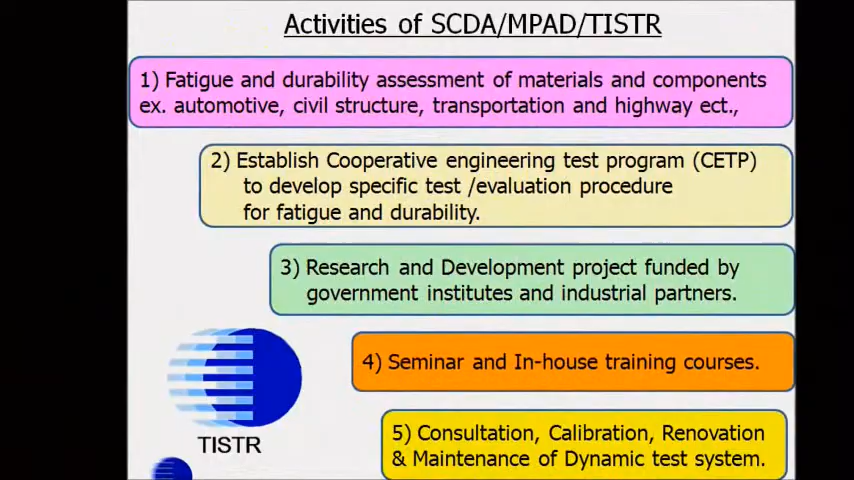 Activities of SCDA/MPAD/TISTR
1) Fatigue and durability assessment of materials and components
ex. automotive, civil structure, transportation and highway ect.,
2) Establish Cooperative engineering test program (CETP)
to develop specific test /evaluation procedure
for fatigue and durability.
3) Research and Development project funded by
government institutes and industrial partners.
4) Seminar and In-house training courses.
5) Consultation, Calibration, Renovation
& Maintenance of Dynamic test system.
TISTR